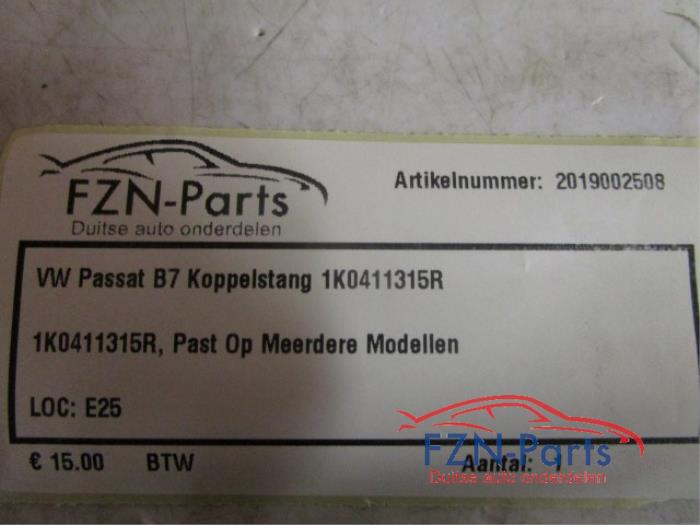 FZN-Parts
Duitse auto onderdelen
Artikelnummer: 2019002508
VW Passat B7 Koppelstang 1K0411315R
1K0411315R, Past Op Meerdere Modellen
LOC: E25
€ 15.00 BTW Aantal: 1
FZN-Parts
Duitse auto onderdelen